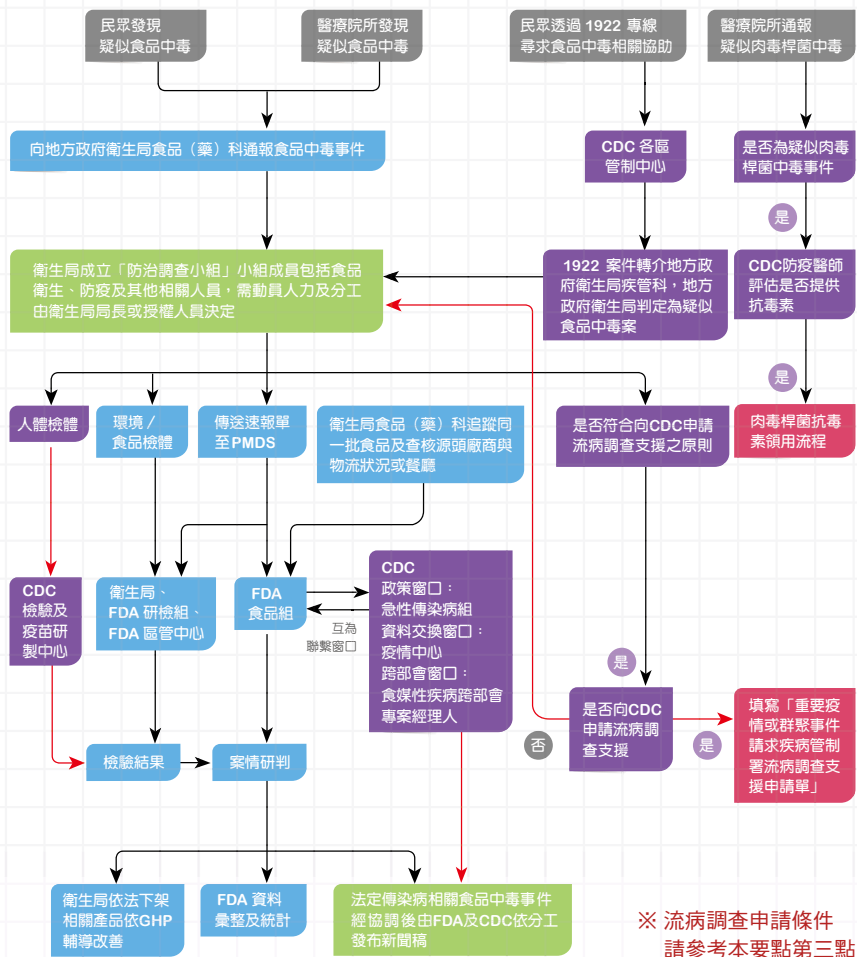 民眾發現
疑似食品中毒
醫療院所發現
疑似食品中毒
民眾透過 1922 專線
尋求食品中毒相關協助
醫療院所通報
疑似肉毒桿菌中毒
向地方政府衛生局食品（藥）科通報食品中毒事件
CDC 各區
管制中心
是否為疑似肉毒
桿菌中毒事件
是
衛生局成立「防治調查小組」小組成員包括食品
衛生、防疫及其他相關人員，需動員人力及分工
由衛生局局長或授權人員決定
1922 案件轉介地方政
府衛生局疾管科，地方
政府衛生局判定為疑似
食品中毒案
CDC防疫醫師
評估是否提供
抗毒素
是
人體檢體
環境／
食品檢體
傳送速報單
至PMDS
衛生局食品（藥）科追蹤同
一批食品及查核源頭廠商與
物流狀況或餐廳
是否符合向CDC申請
流病調查支援之原則
肉毒桿菌抗毒
素領用流程
CDC
檢驗及
疫苗研
製中心
衛生局、
FDA 研檢組、
FDA 區管中心
FDA
食品組
互為
聯繫窗口
CDC
政策窗口：
急性傳染病組
資料交換窗口：
疫情中心
跨部會窗口：
食媒性疾病跨部會
專案經理人
是
是否向CDC
申請流病調
查支援
否
是
填寫「重要疫
情或群聚事件
請求疾病管制
署流病調查支
援申請單」
檢驗結果
案情研判
衛生局依法下架
相關產品依GHP
輔導改善
FDA 資料
彙整及統計
法定傳染病相關食品中毒事件
經協調後由FDA及CDC依分工
發布新聞稿
※ 流病調查申請條件
請參考本要點第三點